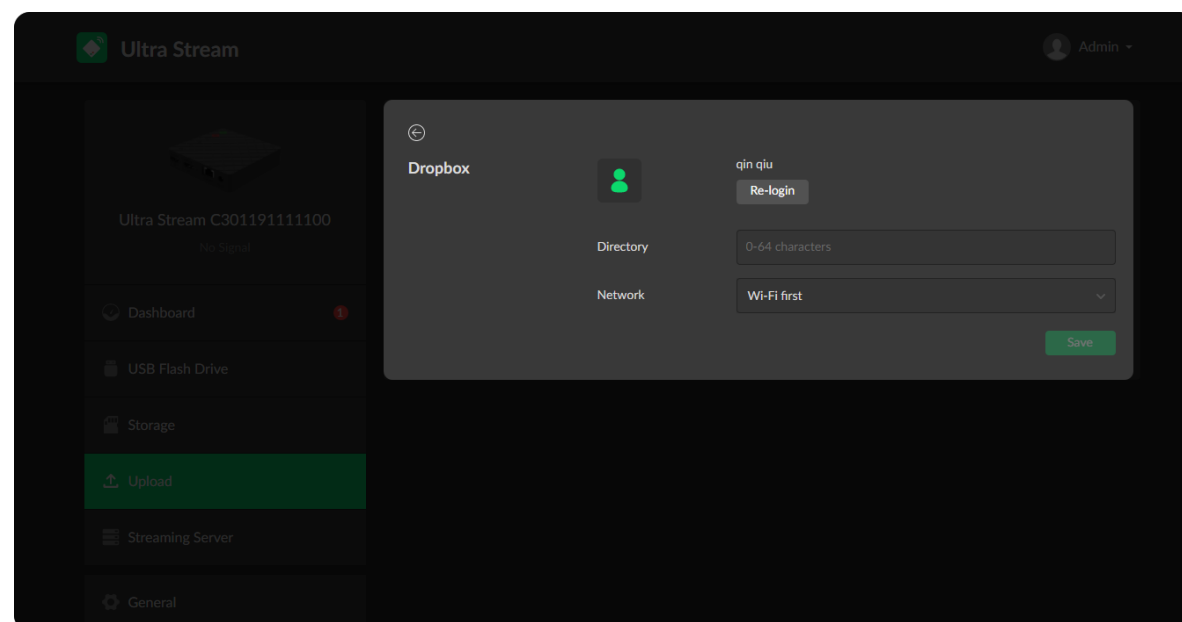 Ultra Stream
Admin
Ultra Stream C301191111100
No Signal
Dashboard
1
USB Flash Drive
Storage
Upload
Streaming Server
General
Dropbox
qin qiu
Re-login
Directory
0-64 characters
Network
Wi-Fi first
Save